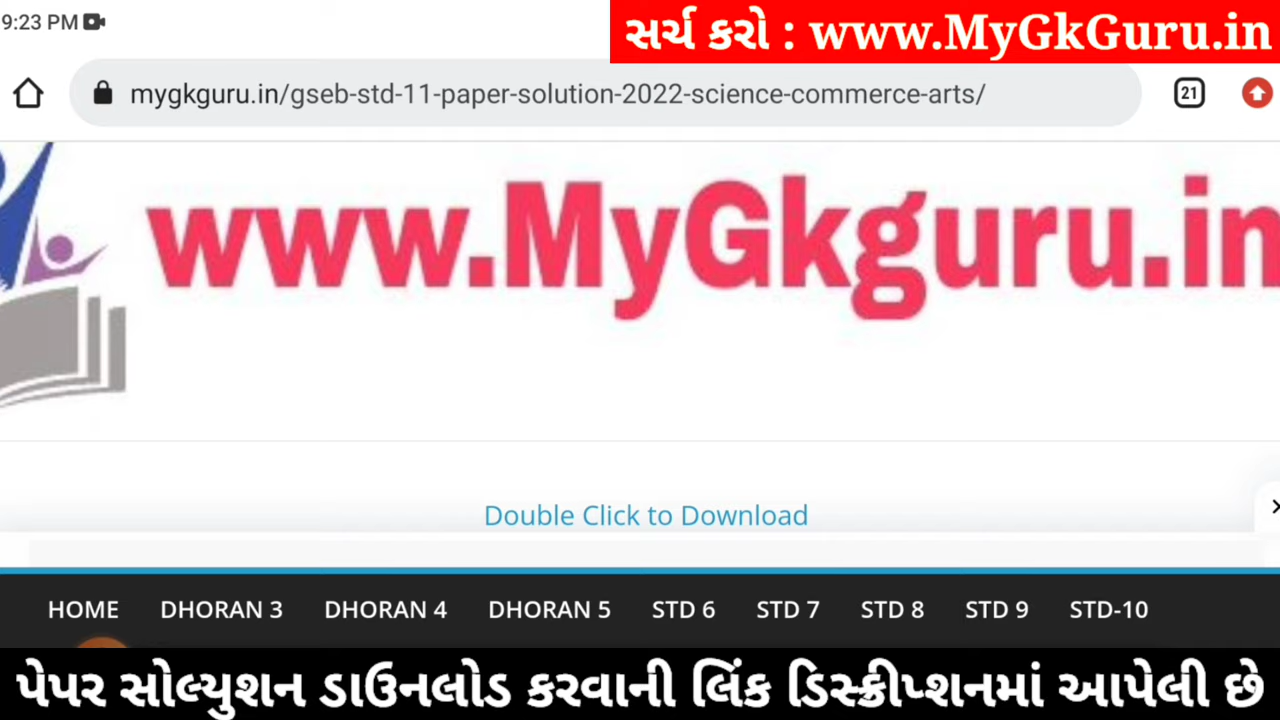 9:23 PM
સર્ચ કરો : www.MyGkGuru.in
mygkguru.in/gseb-std-11-paper-solution-2022-science-commerce-arts/
21
www.MyGkguru.in
Double Click to Download
HOME DHORAN 3 DHORAN 4 DHORAN 5 STD 6 STD 7 STD 8 STD 9 STD-10
પેપર સોલ્યુશન ડાઉનલોડ કરવાની લિંક ડિસ્ક્રીપ્શનમાં આપેલી છે